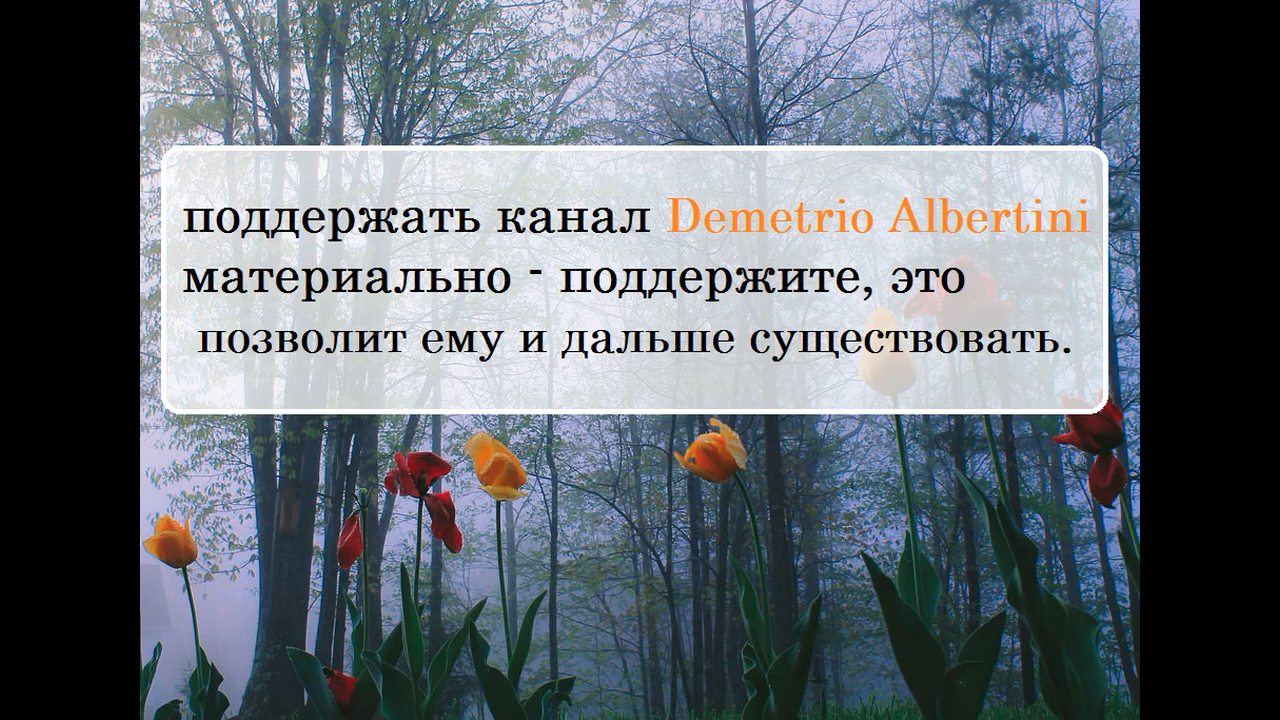 поддержать канал Demetrio Albertini
материально - поддержите, это
позволит ему и дальше существовать.